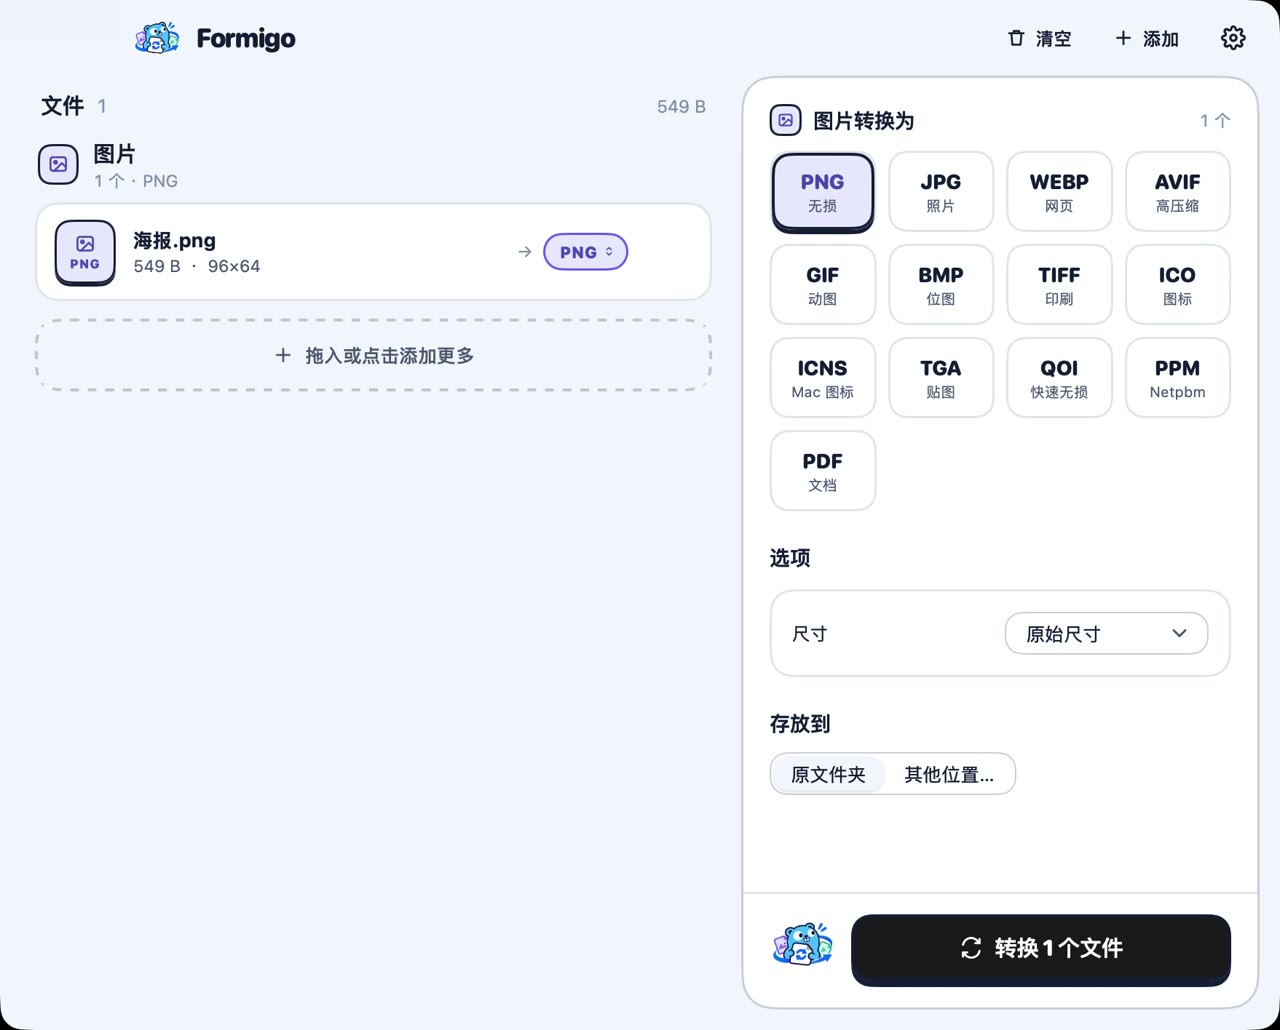 Formigo
清空
添加
文件 1
549 B
图片
1 个 · PNG
PNG
海报.png
549 B · 96×64
→ PNG
拖入或点击添加更多
图片转换为
1 个
PNG
无损
JPG
照片
WEBP
网页
AVIF
高压缩
GIF
动图
BMP
位图
TIFF
印刷
ICO
图标
ICNS
Mac 图标
TGA
贴图
QOI
快速无损
PPM
Netpbm
PDF
文档
选项
尺寸
原始尺寸
存放到
原文件夹
其他位置...
转换 1 个文件